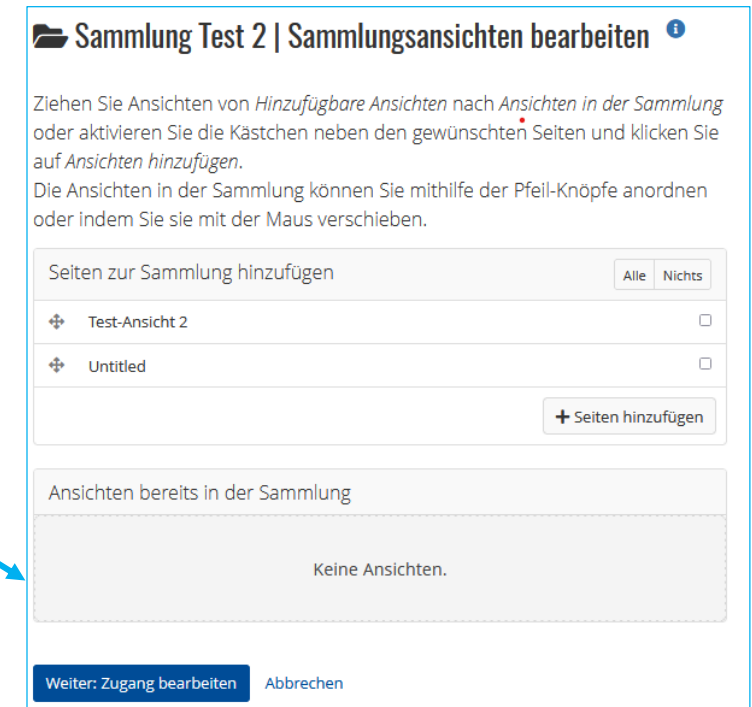 Sammlung Test 2 | Sammlungsansichten bearbeiten
Ziehen Sie Ansichten von Hinzufügbare Ansichten nach Ansichten in der Sammlung
oder aktivieren Sie die Kästchen neben den gewünschten Seiten und klicken Sie
auf Ansichten hinzufügen.
Die Ansichten in der Sammlung können Sie mithilfe der Pfeil-Knöpfe anordnen
oder indem Sie sie mit der Maus verschieben.
Seiten zur Sammlung hinzufügen Alle Nichts
Test-Ansicht 2
Untitled
Seiten hinzufügen
Ansichten bereits in der Sammlung
Keine Ansichten.
Weiter: Zugang bearbeiten Abbrechen